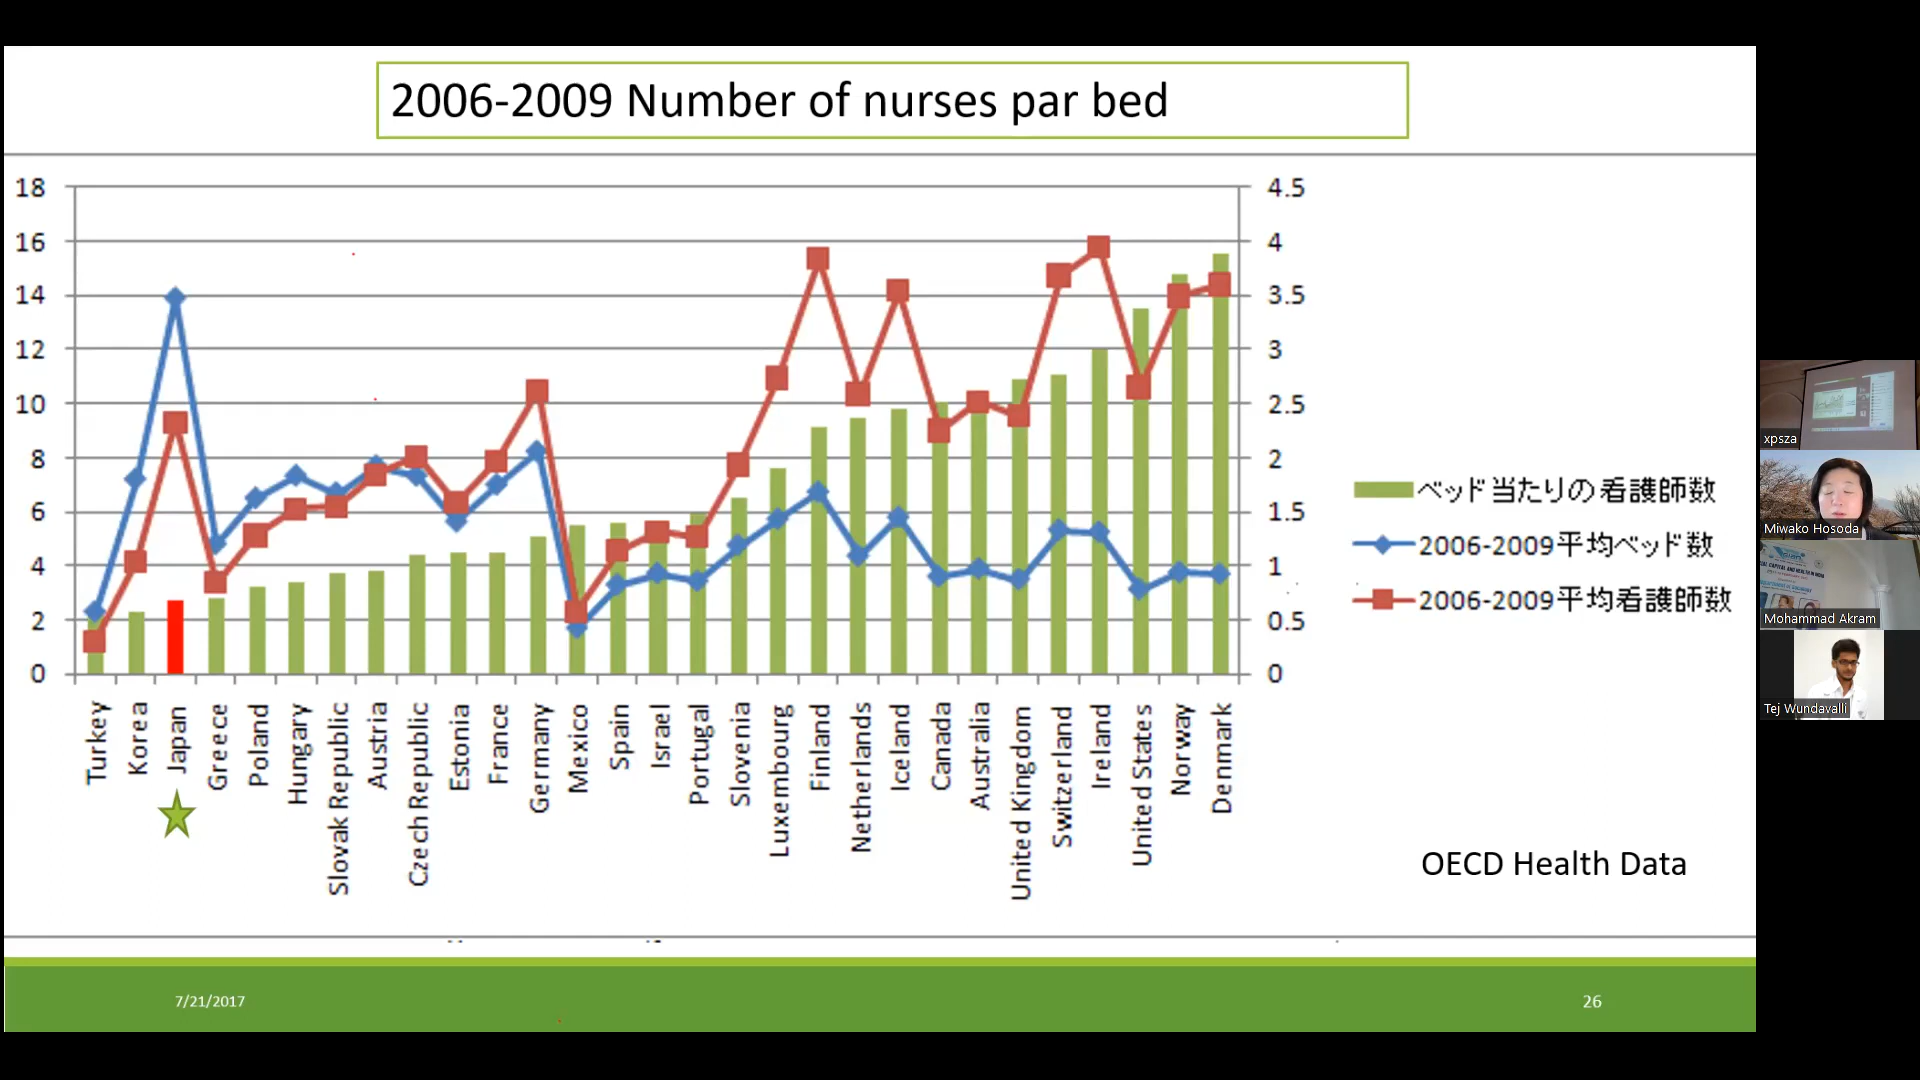 2006-2009 Number of nurses par bed
18
16
14
12
10
8
6
4
2
0
4.5
4
3.5
3
2.5
2
1.5
1
0.5
0
Turkey
Korea
Japan
Greece
Poland
Hungary
Slovak Republic
Austria
Czech Republic
Estonia
France
Germany
Mexico
Spain
Israel
Portugal
Slovenia
Luxembourg
Finland
Netherlands
Iceland
Canada
Australia
United Kingdom
Switzerland
Ireland
United States
Norway
Denmark
ベッド当たりの看護師数
2006-2009平均ベッド数
2006-2009平均看護師数
OECD Health Data
7/21/2017
26
xpsza
Miwako Hosoda
Mohammad Akram
Tej Wundavalli